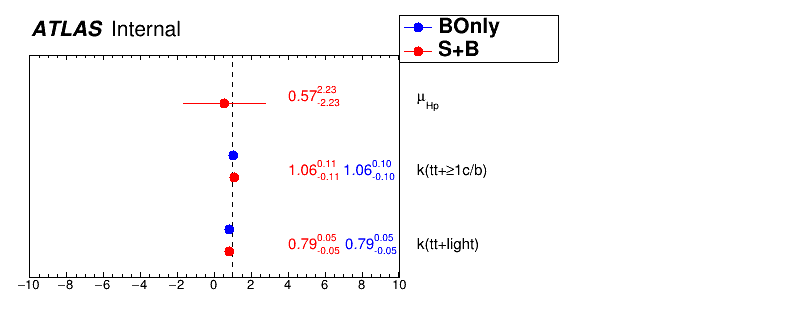 ATLAS Internal
BOnly
S+B
0.57 2.23 -2.23 μHp
1.06 0.11 -0.11 1.06 0.10 -0.10 k(tt+≥1c/b)
0.79 0.05 -0.05 0.79 0.05 -0.05 k(tt+light)
−10 −8 −6 −4 −2 0 2 4 6 8 10